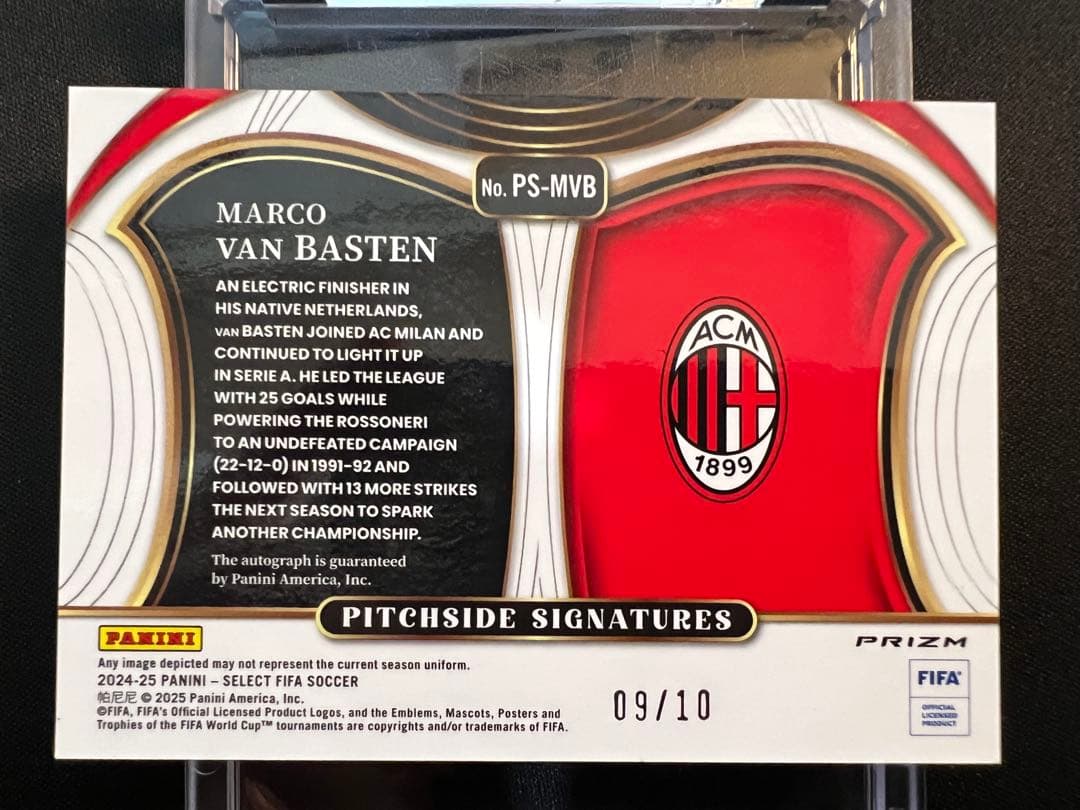 No. PS-MVB
MARCO
VAN BASTEN
AN ELECTRIC FINISHER IN
HIS NATIVE NETHERLANDS,
VAN BASTEN JOINED AC MILAN AND
CONTINUED TO LIGHT IT UP
IN SERIE A. HE LED THE LEAGUE
WITH 25 GOALS WHILE
POWERING THE ROSSONERI
TO AN UNDEFEATED CAMPAIGN
(22-12-0) IN 1991-92 AND
FOLLOWED WITH 13 MORE STRIKES
THE NEXT SEASON TO SPARK
ANOTHER CHAMPIONSHIP.
The autograph is guaranteed
by Panini America, Inc.
ACM
1899
PITCHSIDE SIGNATURES
PANINI
PRIZM
Any image depicted may not represent the current season uniform.
2024-25 PANINI – SELECT FIFA SOCCER
帕尼尼 © 2025 Panini America, Inc.
©FIFA, FIFA's Official Licensed Product Logos, and the Emblems, Mascots, Posters and
Trophies of the FIFA World Cup™ tournaments are copyrights and/or trademarks of FIFA.
09/10
FIFA®
OFFICIAL
LICENSED
PRODUCT